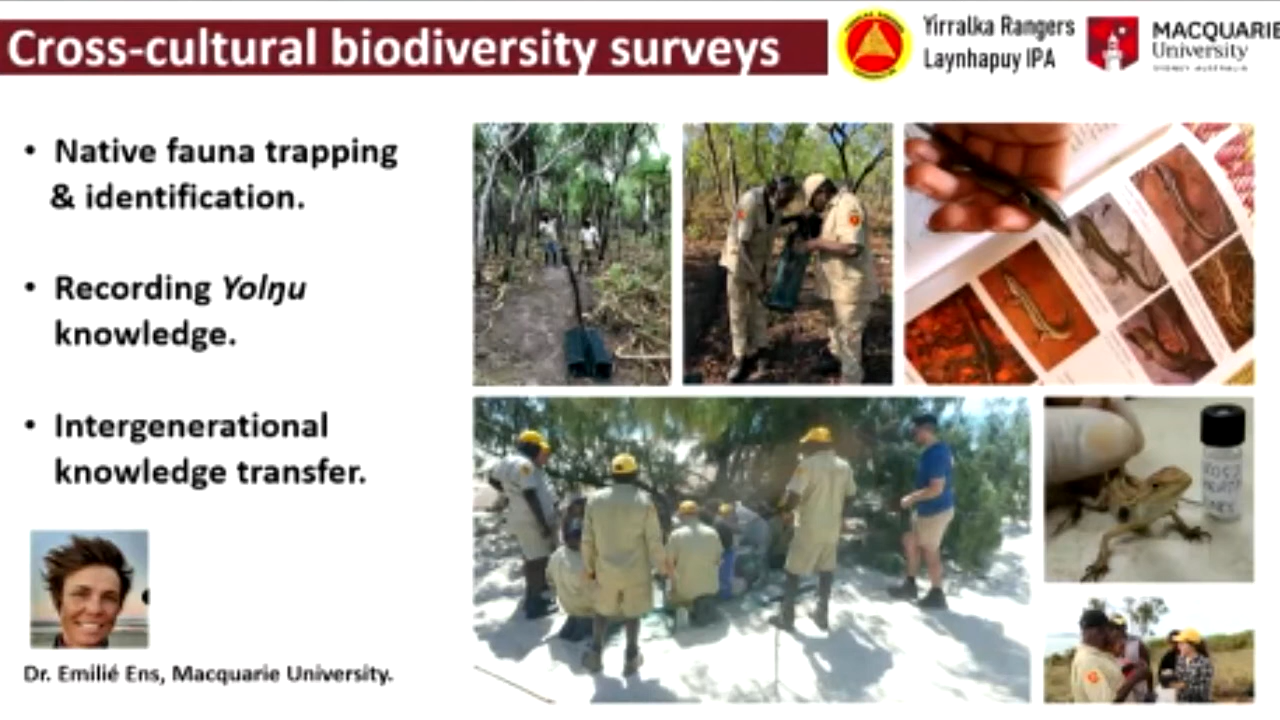 Cross-cultural biodiversity surveys
Yirralka Rangers
Laynhapuy IPA
MACQUARIE
University
• Native fauna trapping
& identification.
• Recording Yolŋu
knowledge.
• Intergenerational
knowledge transfer.
Dr. Emilié Ens, Macquarie University.